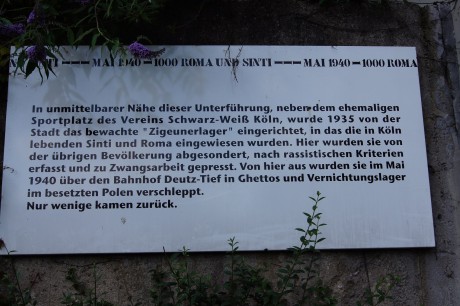 N SINTI --- MAI 1940-1000 ROMA UND SINTI --- MAI 1940-1000 ROMA
In unmittelbarer Nähe dieser Unterführung, neben dem ehemaligen
Sportplatz des Vereins Schwarz-Weiß Köln, wurde 1935 von der
Stadt das bewachte "Zigeunerlager" eingerichtet, in das die in Köln
lebenden Sinti und Roma eingewiesen wurden. Hier wurden sie von
der übrigen Bevölkerung abgesondert, nach rassistischen Kriterien
erfasst und zu Zwangsarbeit gepresst. Von hier aus wurden sie im Mai
1940 über den Bahnhof Deutz-Tief in Ghettos und Vernichtungslager
im besetzten Polen verschleppt.
Nur wenige kamen zurück.